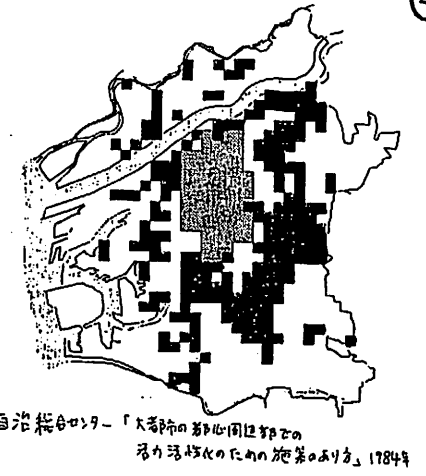 自治総合センター「大都市の都心周辺部での
活力活性化のための施策のあり方」1984年